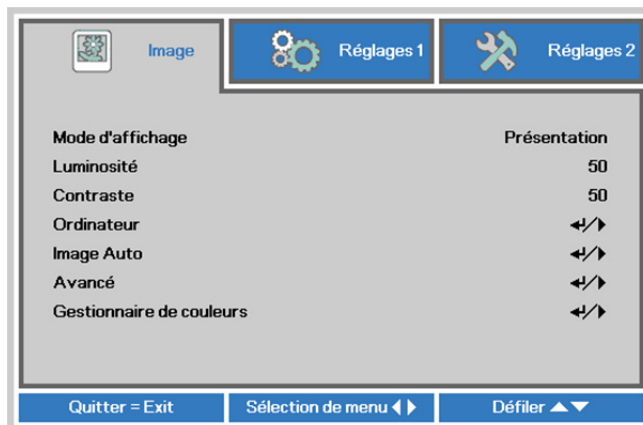 Image Réglages 1 Réglages 2
Mode d'affichage Présentation
Luminosité 50
Contraste 50
Ordinateur
Image Auto
Avancé
Gestionnaire de couleurs
Quitter = Exit Sélection de menu Défiler